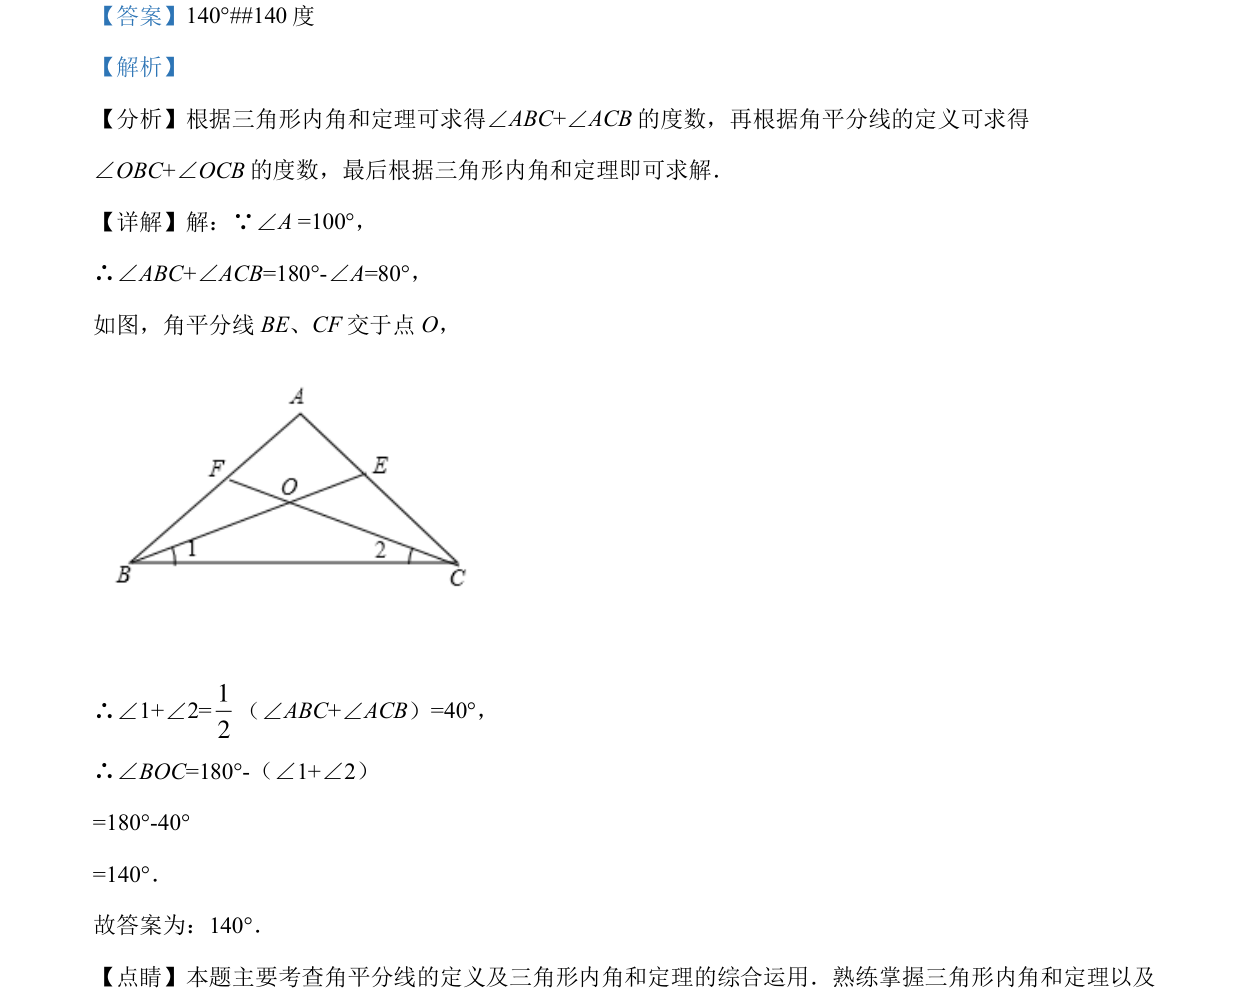 【答案】140°##140 度
【解析】
【分析】根据三角形内角和定理可求得∠ABC+∠ACB 的度数，再根据角平分线的定义可求得
∠OBC+∠OCB 的度数，最后根据三角形内角和定理即可求解．
【详解】解：∵∠A =100°，
∴∠ABC+∠ACB=180°-∠A=80°，
如图，角平分线 BE、CF 交于点 O，
A
F
E
O
1
2
B
C
∴∠1+∠2=1/2（∠ABC+∠ACB）=40°，
∴∠BOC=180°-（∠1+∠2）
=180°-40°
=140°．
故答案为：140°．
【点睛】本题主要考查角平分线的定义及三角形内角和定理的综合运用．熟练掌握三角形内角和定理以及